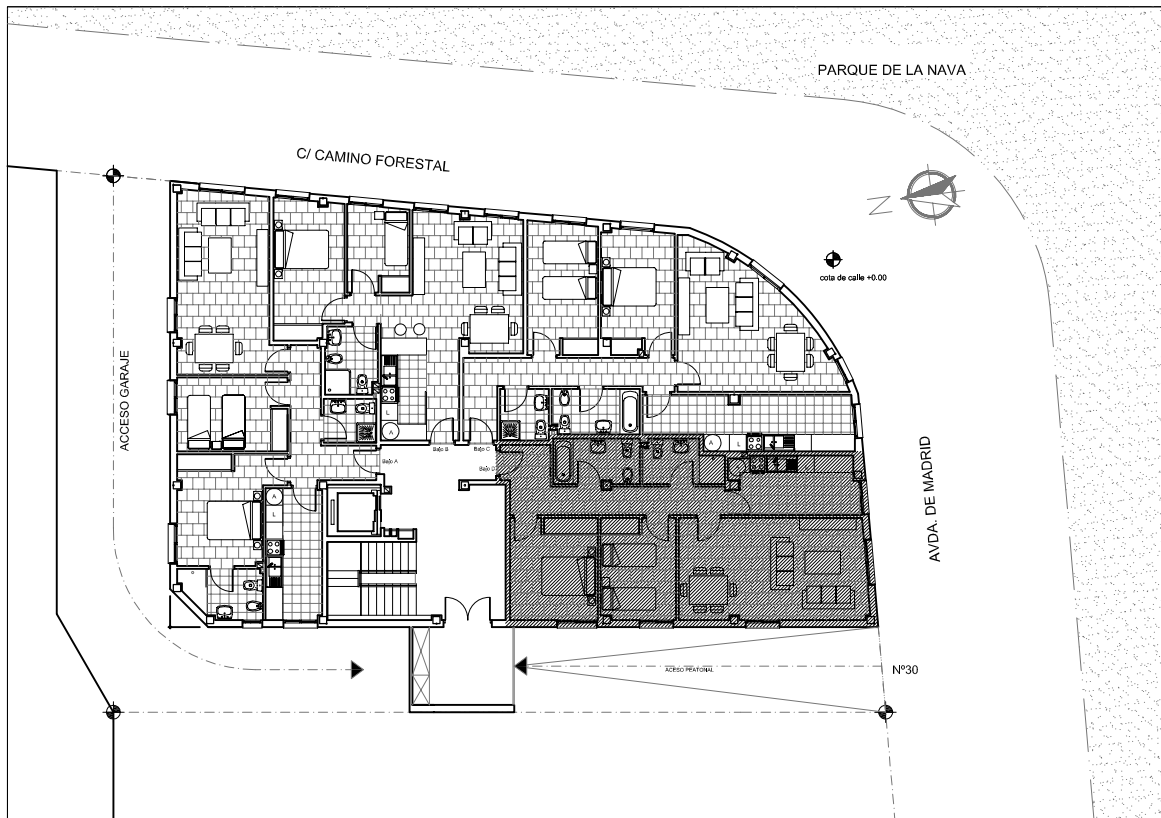 PARQUE DE LA NAVA
C/ CAMINO FORESTAL
N
cota de calle +0.00
ACCESO GARAJE
AVDA. DE MADRID
Bajo A
Bajo B
Bajo C
Bajo D
A
L
A
L
A
L
ACESO PEATONAL
Nº30